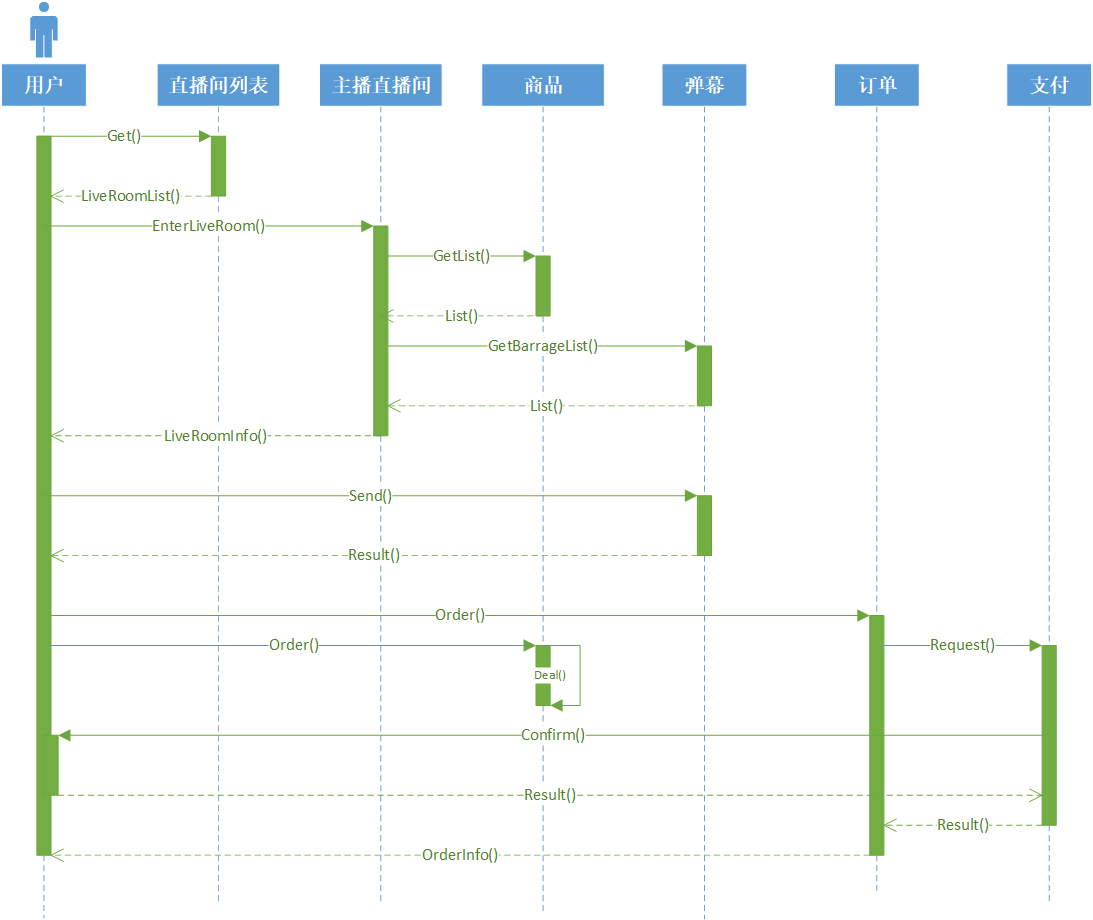 用户
直播间列表
主播直播间
商品
弹幕
订单
支付
Get()
LiveRoomList()
EnterLiveRoom()
GetList()
List()
GetBarrageList()
List()
LiveRoomInfo()
Send()
Result()
Order()
Order()
Request()
Deal()
Confirm()
Result()
Result()
OrderInfo()